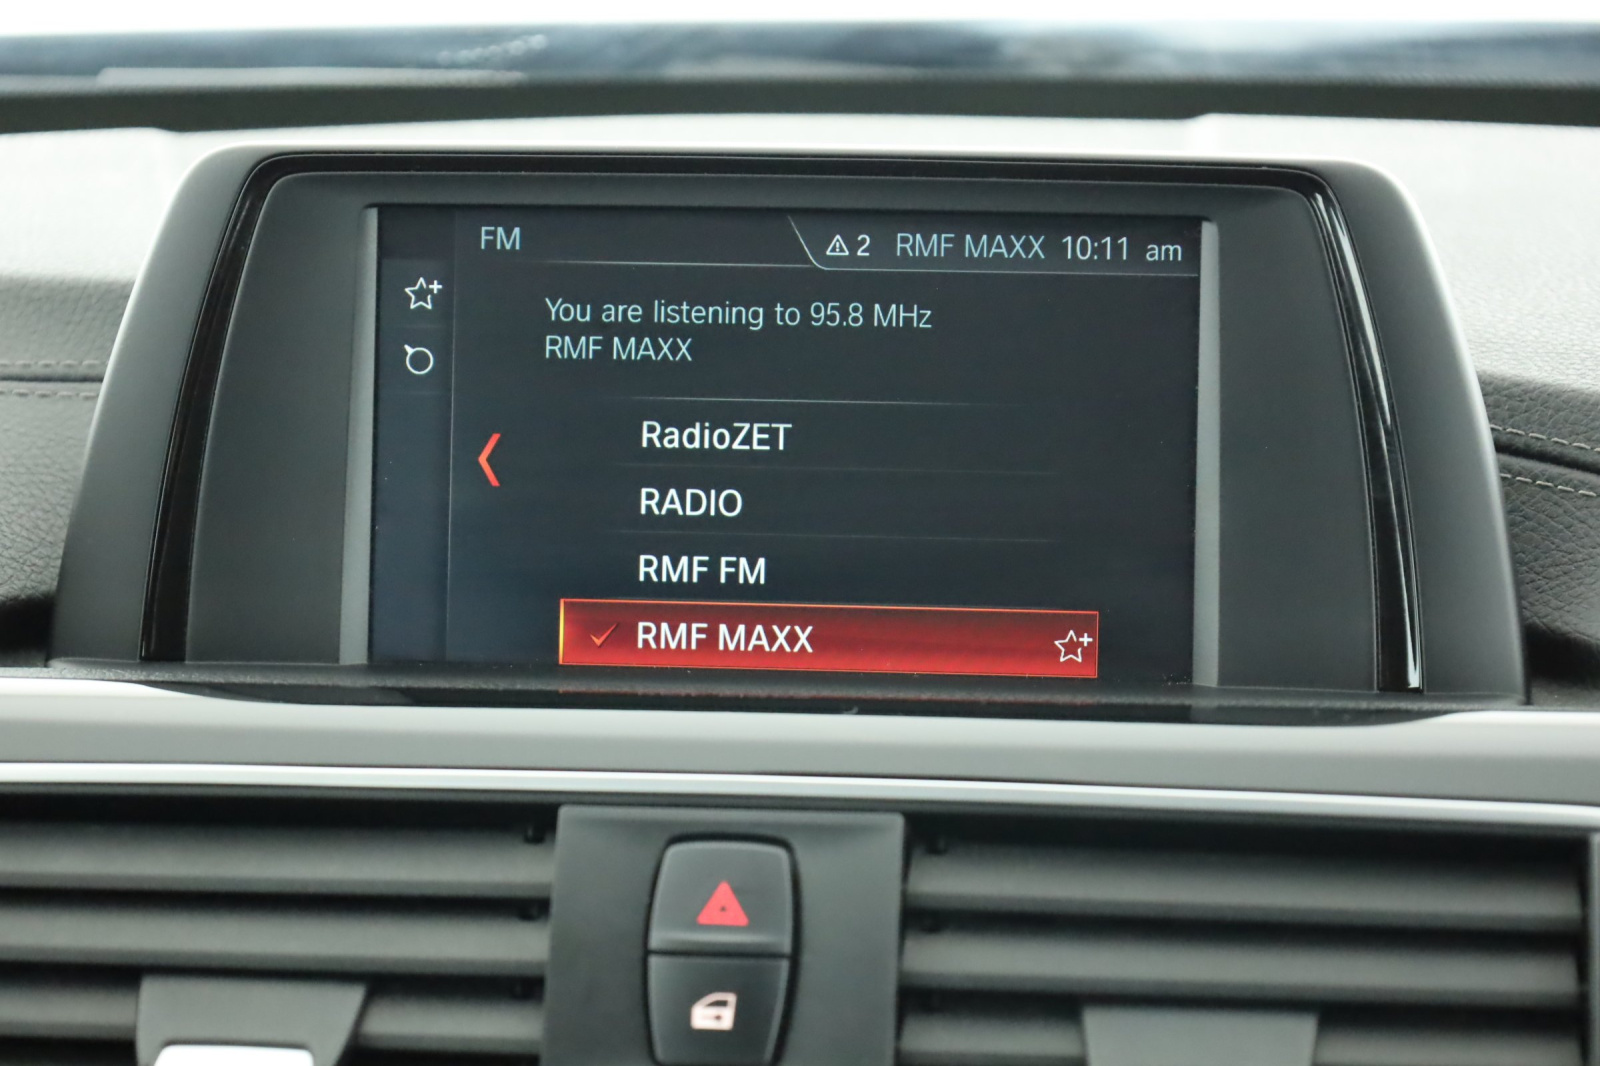 FM
2 RMF MAXX 10:11 am
You are listening to 95.8 MHz
RMF MAXX
RadioZET
RADIO
RMF FM
RMF MAXX